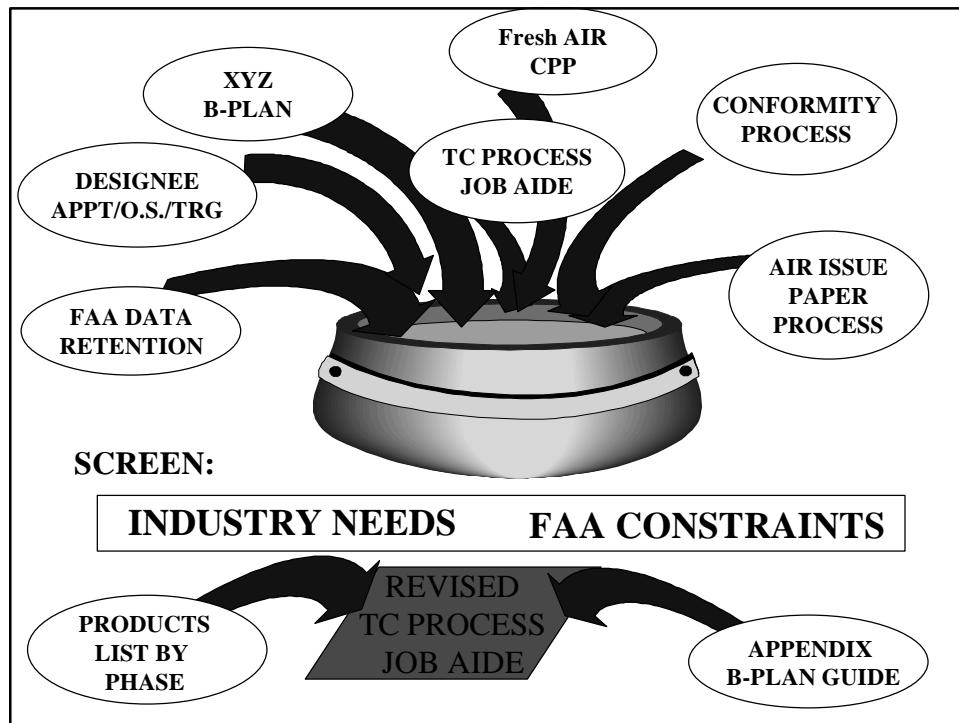 Fresh AIR
CPP
XYZ
B-PLAN
CONFORMITY
PROCESS
TC PROCESS
JOB AIDE
DESIGNEE
APPT/O.S./TRG
AIR ISSUE
PAPER
PROCESS
FAA DATA
RETENTION
SCREEN:
INDUSTRY NEEDS FAA CONSTRAINTS
REVISED
TC PROCESS
JOB AIDE
PRODUCTS
LIST BY
PHASE
APPENDIX
B-PLAN GUIDE